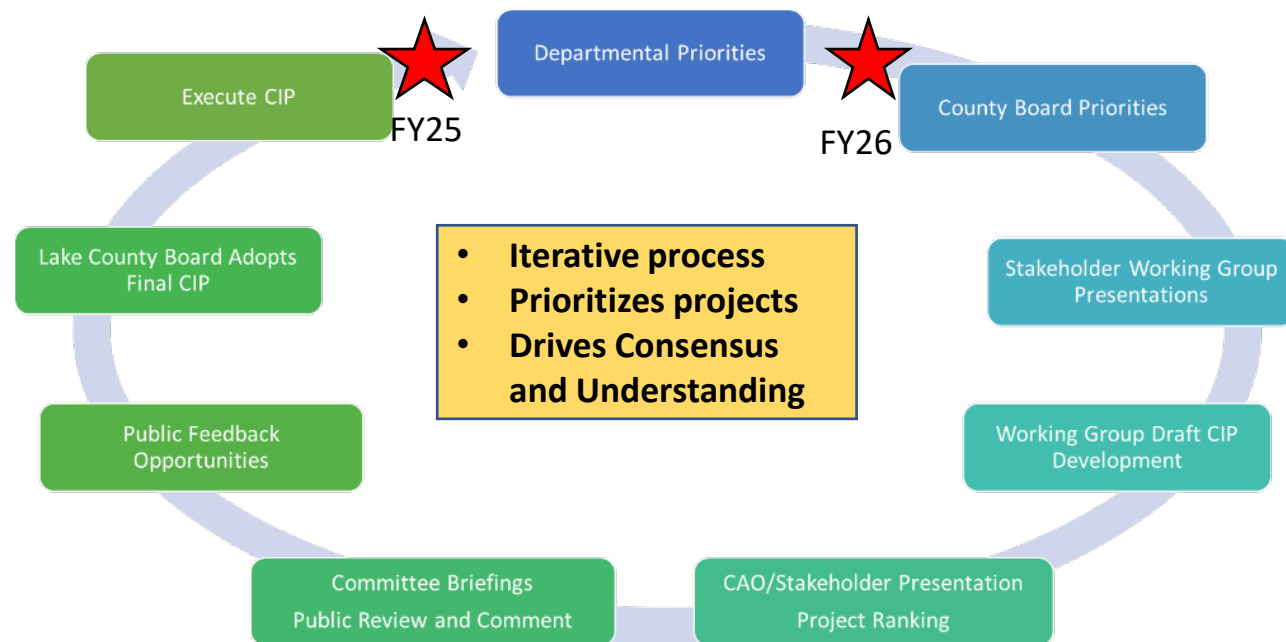 Departmental Priorities
FY26
County Board Priorities
Stakeholder Working Group
Presentations
Working Group Draft CIP
Development
CAO/Stakeholder Presentation
Project Ranking
Committee Briefings
Public Review and Comment
Public Feedback
Opportunities
Lake County Board Adopts
Final CIP
Execute CIP
FY25
• Iterative process
• Prioritizes projects
• Drives Consensus
and Understanding